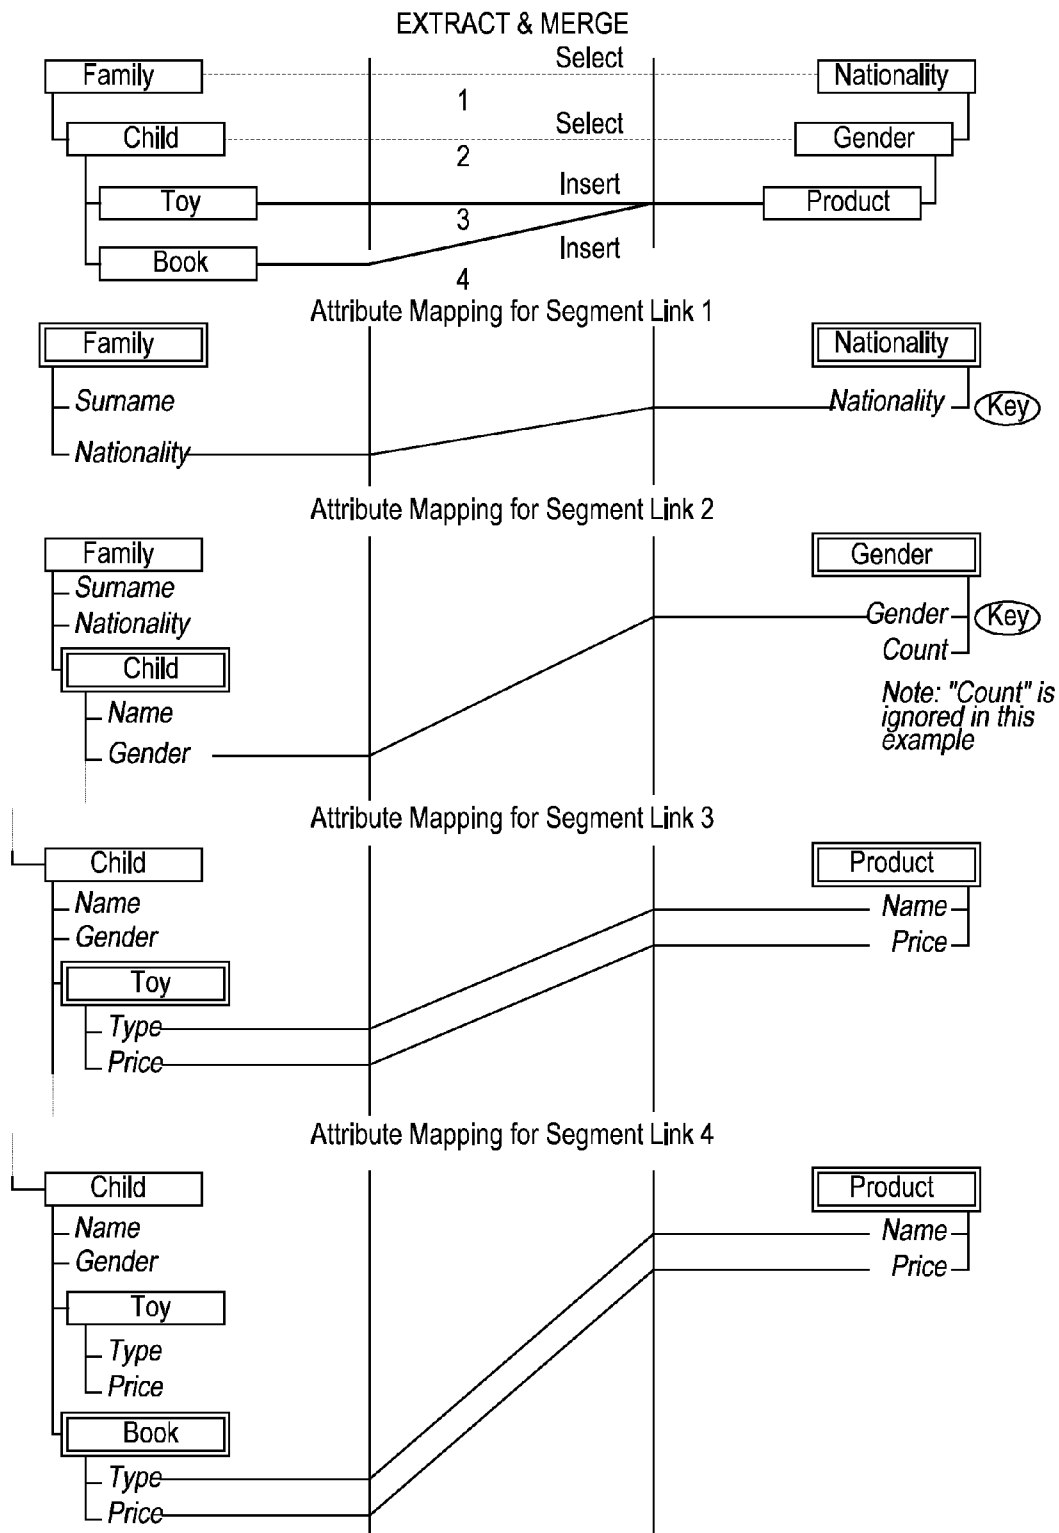 EXTRACT & MERGE
Family Select Nationality
1
Child Select Gender
2
Toy Insert Product
3
Book Insert
4
Attribute Mapping for Segment Link 1
Family Nationality
Surname Nationality Key
Nationality
Attribute Mapping for Segment Link 2
Family Gender
Surname
Nationality Gender Key
Child Count
Name Note: "Count" is
ignored in this
Gender example
Attribute Mapping for Segment Link 3
Child Product
Name Name
Gender Price
Toy
Type
Price
Attribute Mapping for Segment Link 4
Child Product
Name Name
Gender Price
Toy
Type
Price
Book
Type
Price